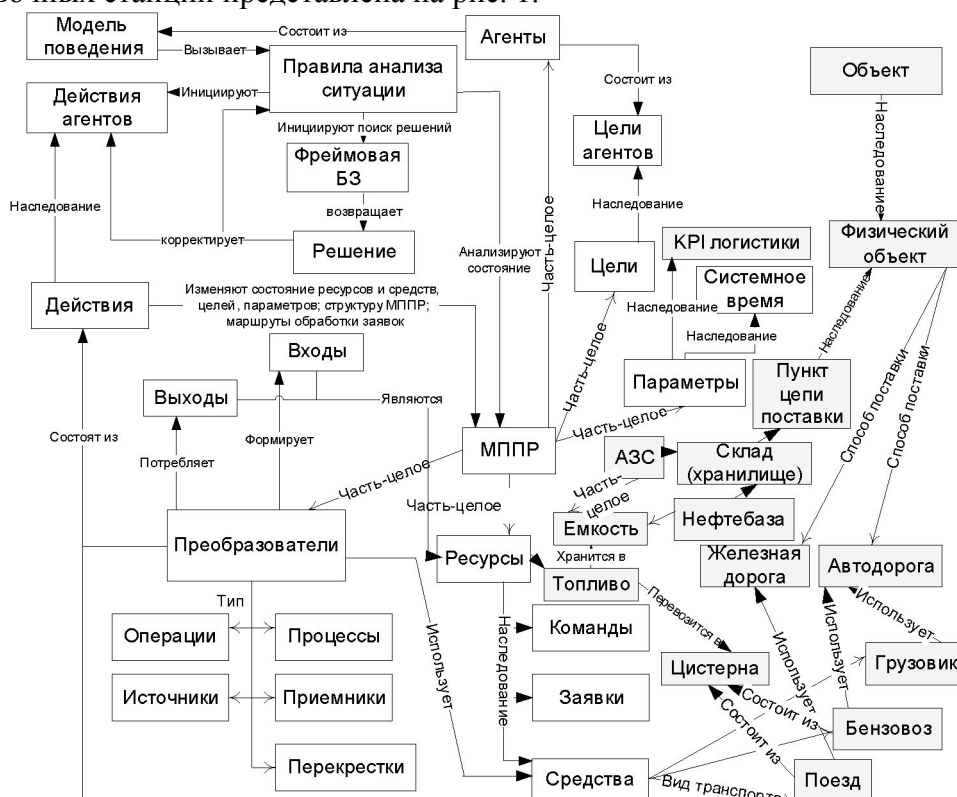 вочных станций представлена на рис. 1.
Модель
поведения
Состоит из
Агенты
Вызывает
Правила анализа
ситуации
Объект
Действия
агентов
Инициируют
Состоит из
Инициируют поиск решений
Цели
агентов
Наследование
Фреймовая
БЗ
Наследование
возвращает
Наследование
Часть-целое
корректирует
Решение
Анализируют
состояние
KPI логистики
Физический
объект
Цели
Системное
время
Действия
Изменяют состояние ресурсов и средств,
целей, параметров; структуру МППР;
маршруты обработки заявок
Наследование
Наследование
Наследование
Входы
Часть-целое
Параметры
Пункт
цепи
поставки
Способ поставки
Способ поставки
Выходы
Являются
Состоят из
Формирует
Часть-целое
МППР
АЗС
Склад
(хранилище)
Потребляет
Часть-целое
Часть-
целое
Часть-целое
Емкость
Нефтебаза
Преобразователи
Ресурсы
Хранится в
Железная
дорога
Автодорога
Топливо
Тип
Перевозится в
Использует
Операции
Процессы
Использует
Наследование
Команды
Цистерна
Использует
Использует
Грузовик
Источники
Приемники
Заявки
Состоит из
Состоит из
Бензовоз
Перекрестки
Средства
Вид транспорта
Поезд